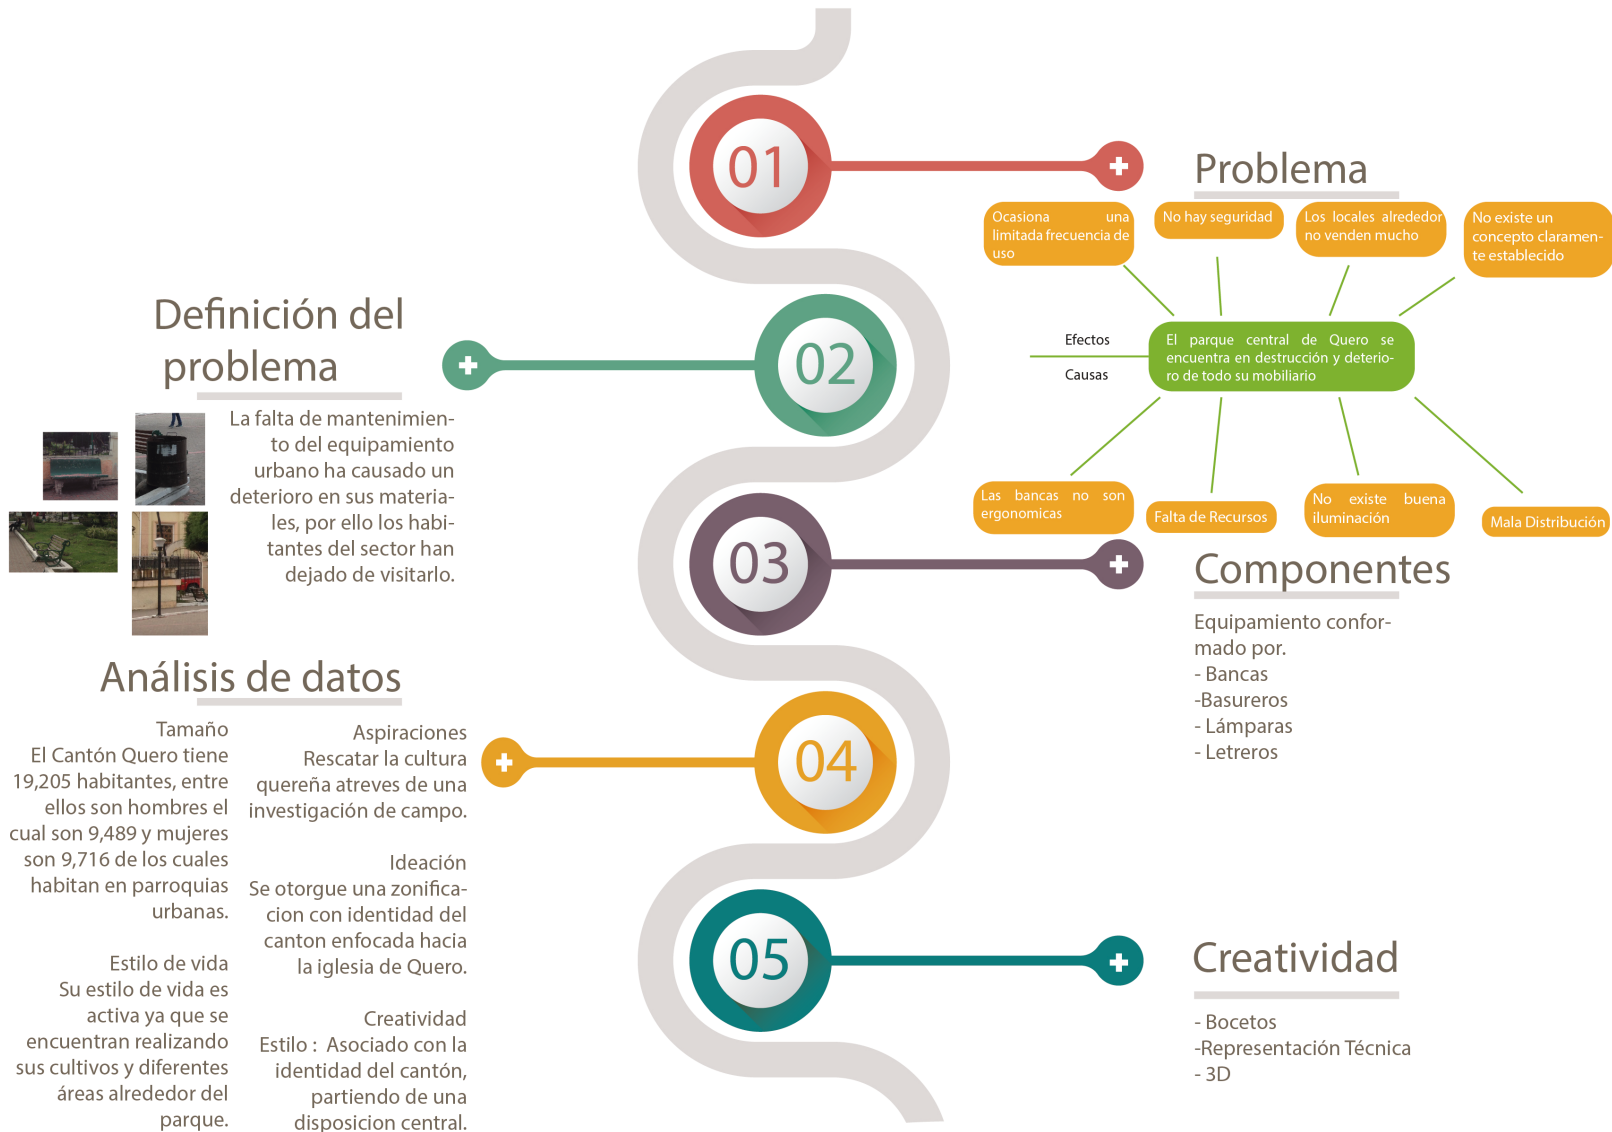 01
Problema
Ocasiona una
limitada frecuencia de
uso
No hay seguridad
Los locales alrededor
no venden mucho
No existe un
concepto claramen-
te establecido
Efectos
Causas
El parque central de Quero se
encuentra en destrucción y deterio-
ro de todo su mobiliario
Las bancas no son
ergonomicas
Falta de Recursos
No existe buena
iluminación
Mala Distribución
02
Definición del
problema
La falta de mantenimien-
to del equipamiento
urbano ha causado un
deterioro en sus materia-
les, por ello los habi-
tantes del sector han
dejado de visitarlo.
03
Componentes
Equipamiento confor-
mado por.
- Bancas
-Basureros
- Lámparas
- Letreros
04
Análisis de datos
Tamaño
El Cantón Quero tiene
19,205 habitantes, entre
ellos son hombres el
cual son 9,489 y mujeres
son 9,716 de los cuales
habitan en parroquias
urbanas.
Estilo de vida
Su estilo de vida es
activa ya que se
encuentran realizando
sus cultivos y diferentes
áreas alrededor del
parque.
Aspiraciones
Rescatar la cultura
quereña atreves de una
investigación de campo.
Ideación
Se otorgue una zonifica-
cion con identidad del
canton enfocada hacia
la iglesia de Quero.
Creatividad
Estilo : Asociado con la
identidad del cantón,
partiendo de una
disposicion central.
05
Creatividad
- Bocetos
-Representación Técnica
- 3D